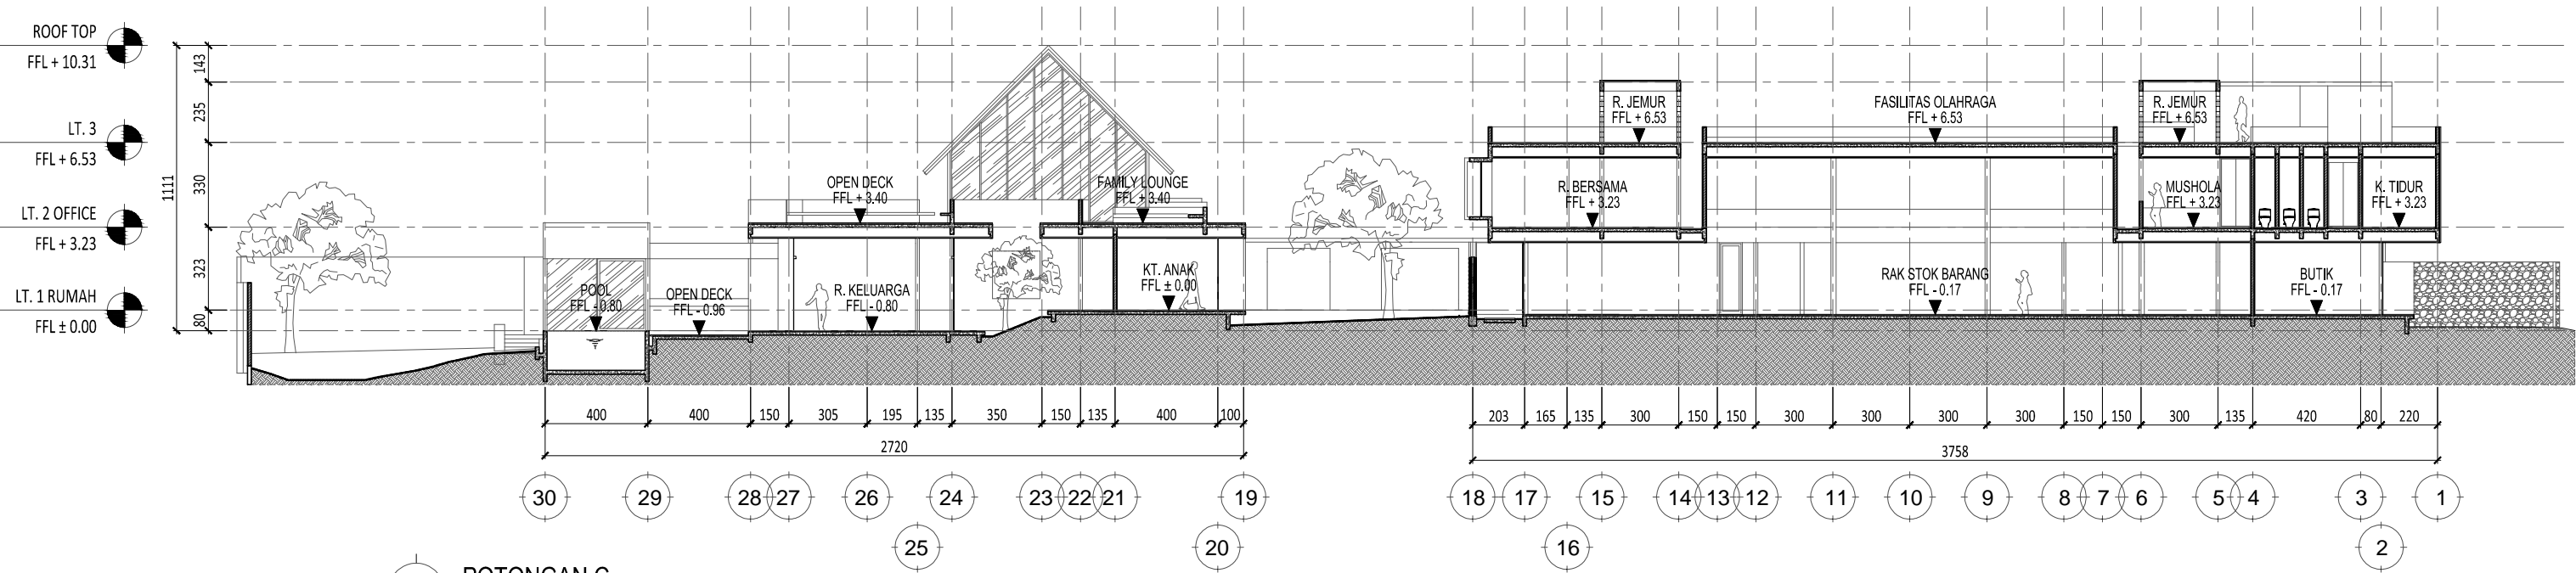 ROOF TOP
FFL + 10.31
LT. 3
FFL + 6.53
LT. 2 OFFICE
FFL + 3.23
LT. 1 RUMAH
FFL ± 0.00
1111
143
235
330
323
80
POOL
FFL - 0.80
OPEN DECK
FFL - 0.96
OPEN DECK
FFL + 3.40
R. KELUARGA
FFL - 0.80
FAMILY LOUNGE
FFL + 3.40
KT. ANAK
FFL ± 0.00
R. JEMUR
FFL + 6.53
R. BERSAMA
FFL + 3.23
FASILITAS OLAHRAGA
FFL + 6.53
RAK STOK BARANG
FFL - 0.17
R. JEMUR
FFL + 6.53
MUSHOLA
FFL + 3.23
K. TIDUR
FFL + 3.23
BUTIK
FFL - 0.17
400 400 150 305 195 135 350 150 135 400 100
2720
203 165 135 300 150 150 300 300 300 300 150 150 300 135 420 80 220
3758
30 29 28 27 26 24 23 22 21 19 18 17 15 14 13 12 11 10 9 8 7 6 5 4 3 1
25 20 16 2
POTONGAN C